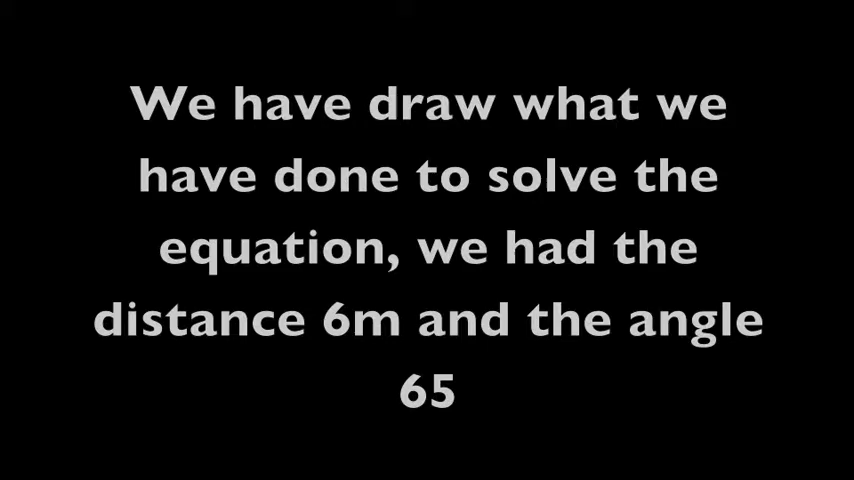 We have draw what we
have done to solve the
equation, we had the
distance 6m and the angle
65